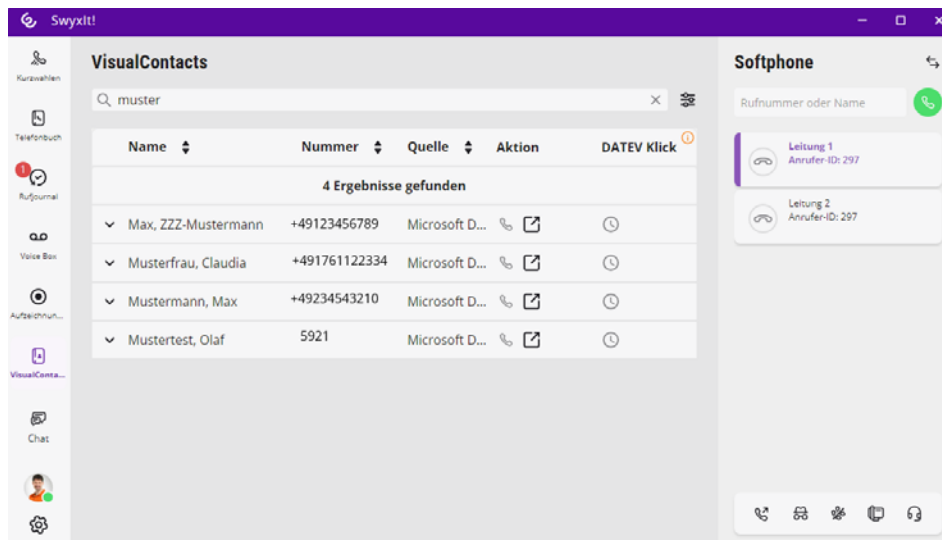 SwyxIt!
Kurzwahlen
Telefonbuch
1
Rufjournal
Voice Box
Aufzeichnun...
VisualConta...
Chat
VisualContacts
muster
Name Nummer Quelle Aktion DATEV Klick
4 Ergebnisse gefunden
Max, ZZZ-Mustermann +49123456789 Microsoft D...
Musterfrau, Claudia +491761122334 Microsoft D...
Mustermann, Max +49234543210 Microsoft D...
Mustertest, Olaf 5921 Microsoft D...
Softphone
Rufnummer oder Name
Leitung 1
Anrufer-ID: 297
Leitung 2
Anrufer-ID: 297